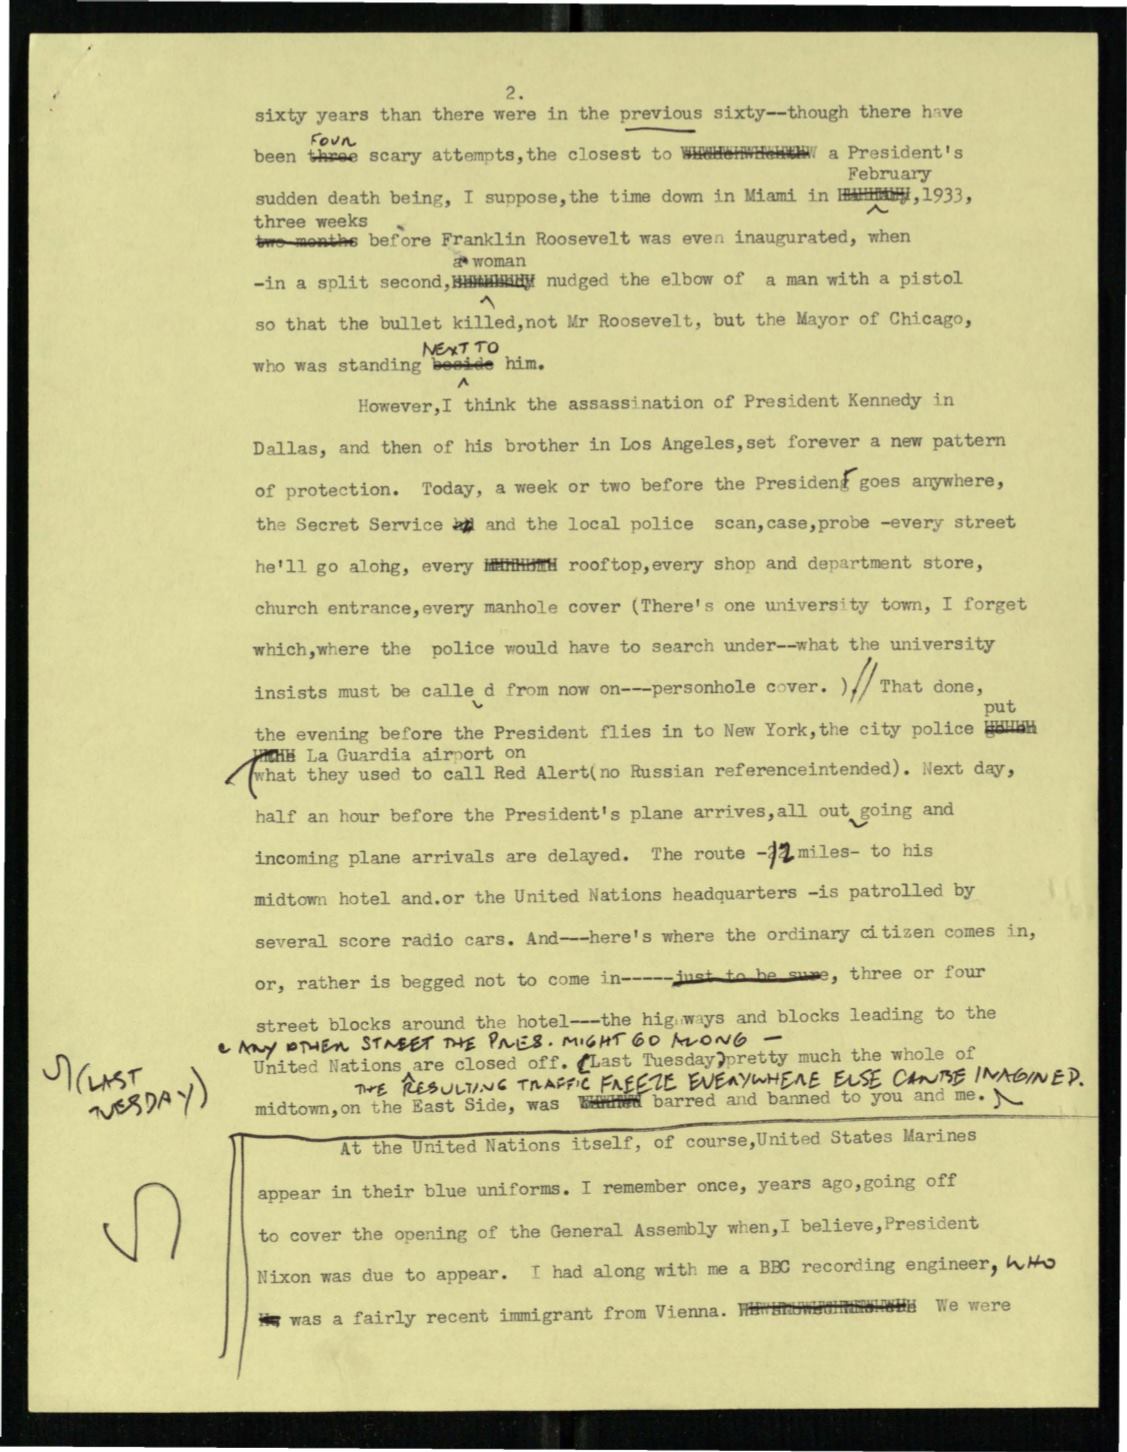 2.
sixty years than there were in the previous sixty--though there have
FOUR
been three scary attempts,the closest to a President's
February
sudden death being, I suppose,the time down in Miami in ,1933,
three weeks
two months before Franklin Roosevelt was even inaugurated, when
a woman
-in a split second, nudged the elbow of a man with a pistol
so that the bullet killed,not Mr Roosevelt, but the Mayor of Chicago,
NEXT TO
who was standing beside him.
However,I think the assassination of President Kennedy in
Dallas, and then of his brother in Los Angeles,set forever a new pattern
of protection. Today, a week or two before the President goes anywhere,
the Secret Service and the local police scan,case,probe -every street
he'll go along, every rooftop,every shop and department store,
church entrance,every manhole cover (There's one university town, I forget
which,where the police would have to search under--what the university
insists must be calle d from now on---personhole cover. )// That done,
put
the evening before the President flies in to New York,the city police
La Guardia airport on
what they used to call Red Alert(no Russian referenceintended). Next day,
half an hour before the President's plane arrives,all out going and
incoming plane arrivals are delayed. The route -12 miles- to his
midtown hotel and.or the United Nations headquarters -is patrolled by
several score radio cars. And---here's where the ordinary citizen comes in,
or, rather is begged not to come in-----just to be sure, three or four
street blocks around the hotel---the highways and blocks leading to the
& ANY OTHER STREET THE PRES. MIGHT GO ALONG —
United Nations are closed off. (Last Tuesday)pretty much the whole of
(LAST TUESDAY)
THE RESULTING TRAFFIC FREEZE EVERYWHERE ELSE CAN BE IMAGINED.
midtown,on the East Side, was barred and banned to you and me.
At the United Nations itself, of course,United States Marines
appear in their blue uniforms. I remember once, years ago,going off
to cover the opening of the General Assembly when,I believe,President
Nixon was due to appear. I had along with me a BBC recording engineer, WHO
He was a fairly recent immigrant from Vienna. We were